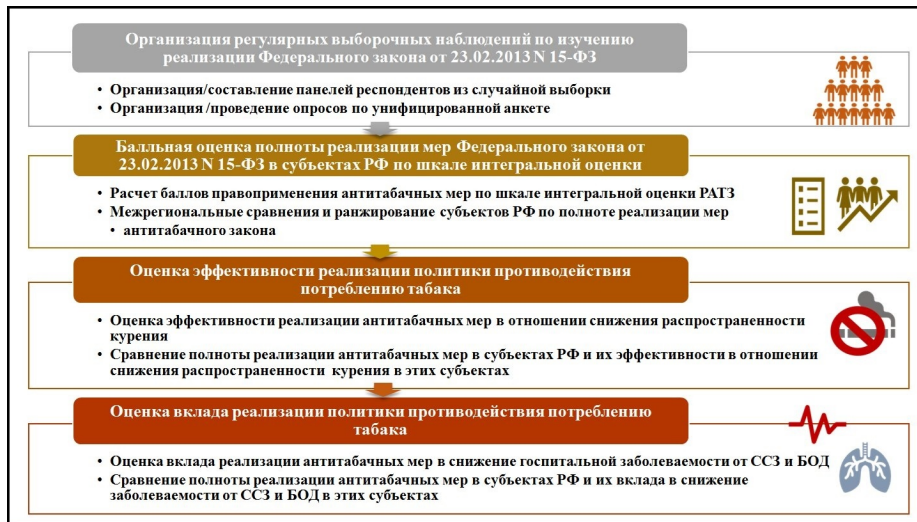 Организация регулярных выборочных наблюдений по изучению
реализации Федерального закона от 23.02.2013 N 15-ФЗ
• Организация/составление панелей респондентов из случайной выборки
• Организация /проведение опросов по унифицированной анкете
Балльная оценка полноты реализации мер Федерального закона от
23.02.2013 N 15-ФЗ в субъектах РФ по шкале интегральной оценки
• Расчет баллов правоприменения антитабачных мер по шкале интегральной оценки РАТЗ
• Межрегиональные сравнения и ранжирование субъектов РФ по полноте реализации мер
• антитабачного закона
Оценка эффективности реализации политики противодействия
потреблению табака
• Оценка эффективности реализации антитабачных мер в отношении снижения распространенности
курения
• Сравнение полноты реализации антитабачных мер в субъектах РФ и их эффективности в отношении
снижения распространенности курения в этих субъектах
Оценка вклада реализации политики противодействия потреблению
табака
• Оценка вклада реализации антитабачных мер в снижение госпитальной заболеваемости от ССЗ и БОД
• Сравнение полноты реализации антитабачных мер в субъектах РФ и их вклада в снижение
заболеваемости от ССЗ и БОД в этих субъектах